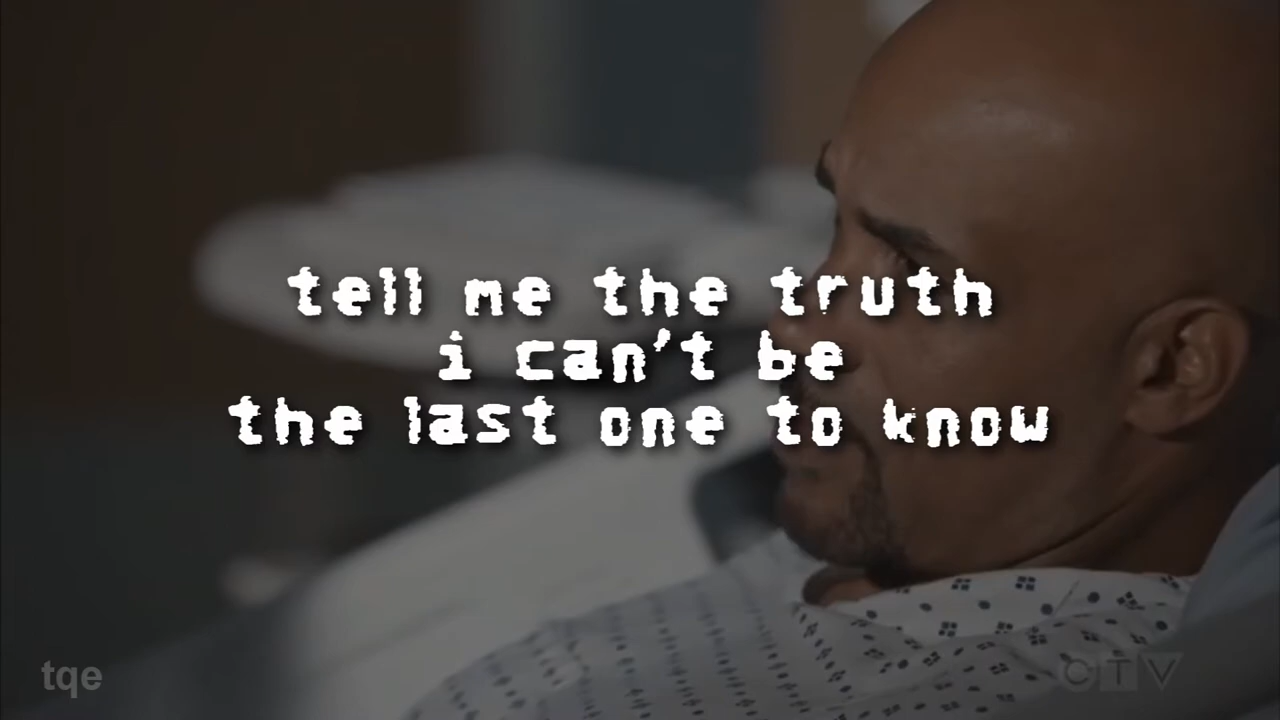 tell me the truth
i can't be
the last one to know
tqe
CTV